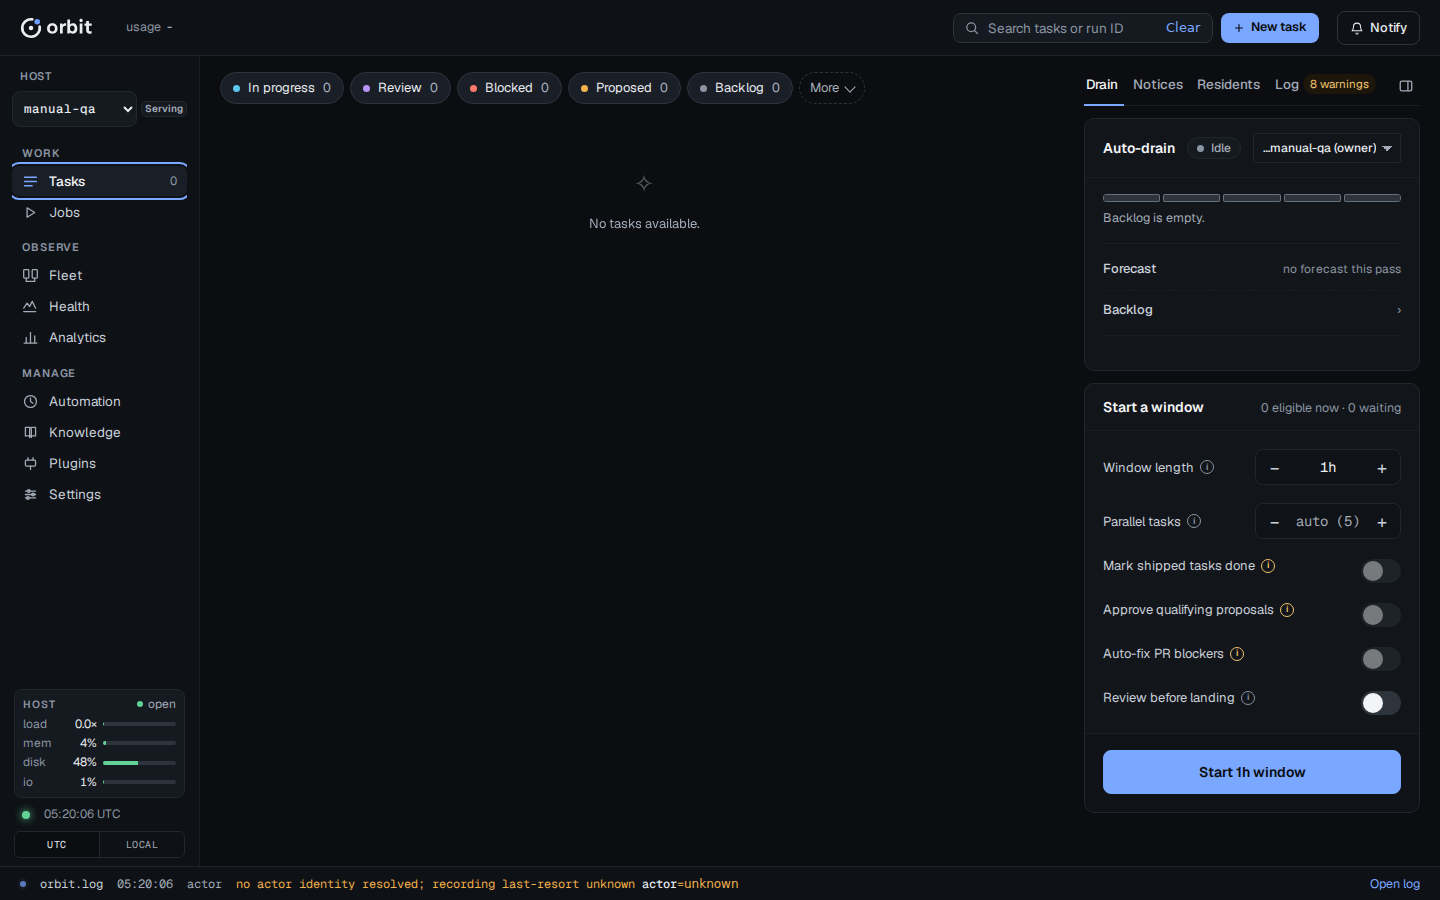 orbit
usage -
Search tasks or run ID
Clear
+ New task
Notify
HOST
manual-qa
Serving
WORK
Tasks 0
Jobs
OBSERVE
Fleet
Health
Analytics
MANAGE
Automation
Knowledge
Plugins
Settings
HOST open
load 0.0×
mem 4%
disk 48%
io 1%
05:20:06 UTC
UTC LOCAL
In progress 0
Review 0
Blocked 0
Proposed 0
Backlog 0
More
No tasks available.
Drain Notices Residents Log 8 warnings
Auto-drain Idle …manual-qa (owner)
Backlog is empty.
Forecast no forecast this pass
Backlog ›
Start a window 0 eligible now · 0 waiting
Window length − 1h +
Parallel tasks − auto (5) +
Mark shipped tasks done
Approve qualifying proposals
Auto-fix PR blockers
Review before landing
Start 1h window
orbit.log 05:20:06 actor no actor identity resolved; recording last-resort unknown actor=unknown
Open log